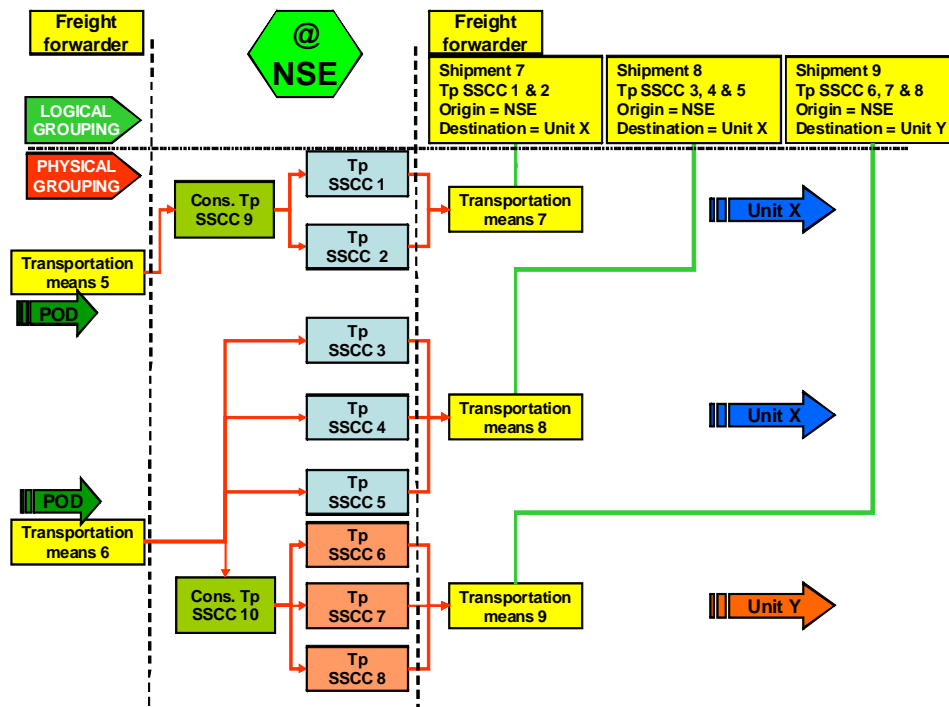 Freight
forwarder
@
NSE
Freight
forwarder
Shipment 7
Tp SSCC 1 & 2
Origin = NSE
Destination = Unit X
Shipment 8
Tp SSCC 3, 4 & 5
Origin = NSE
Destination = Unit X
Shipment 9
Tp SSCC 6, 7 & 8
Origin = NSE
Destination = Unit Y
LOGICAL
GROUPING
PHYSICAL
GROUPING
Cons. Tp
SSCC 9
Tp
SSCC 1
Tp
SSCC 2
Transportation
means 7
Unit X
Transportation
means 5
POD
Tp
SSCC 3
Tp
SSCC 4
Tp
SSCC 5
Transportation
means 8
Unit X
POD
Transportation
means 6
Cons. Tp
SSCC 10
Tp
SSCC 6
Tp
SSCC 7
Tp
SSCC 8
Transportation
means 9
Unit Y